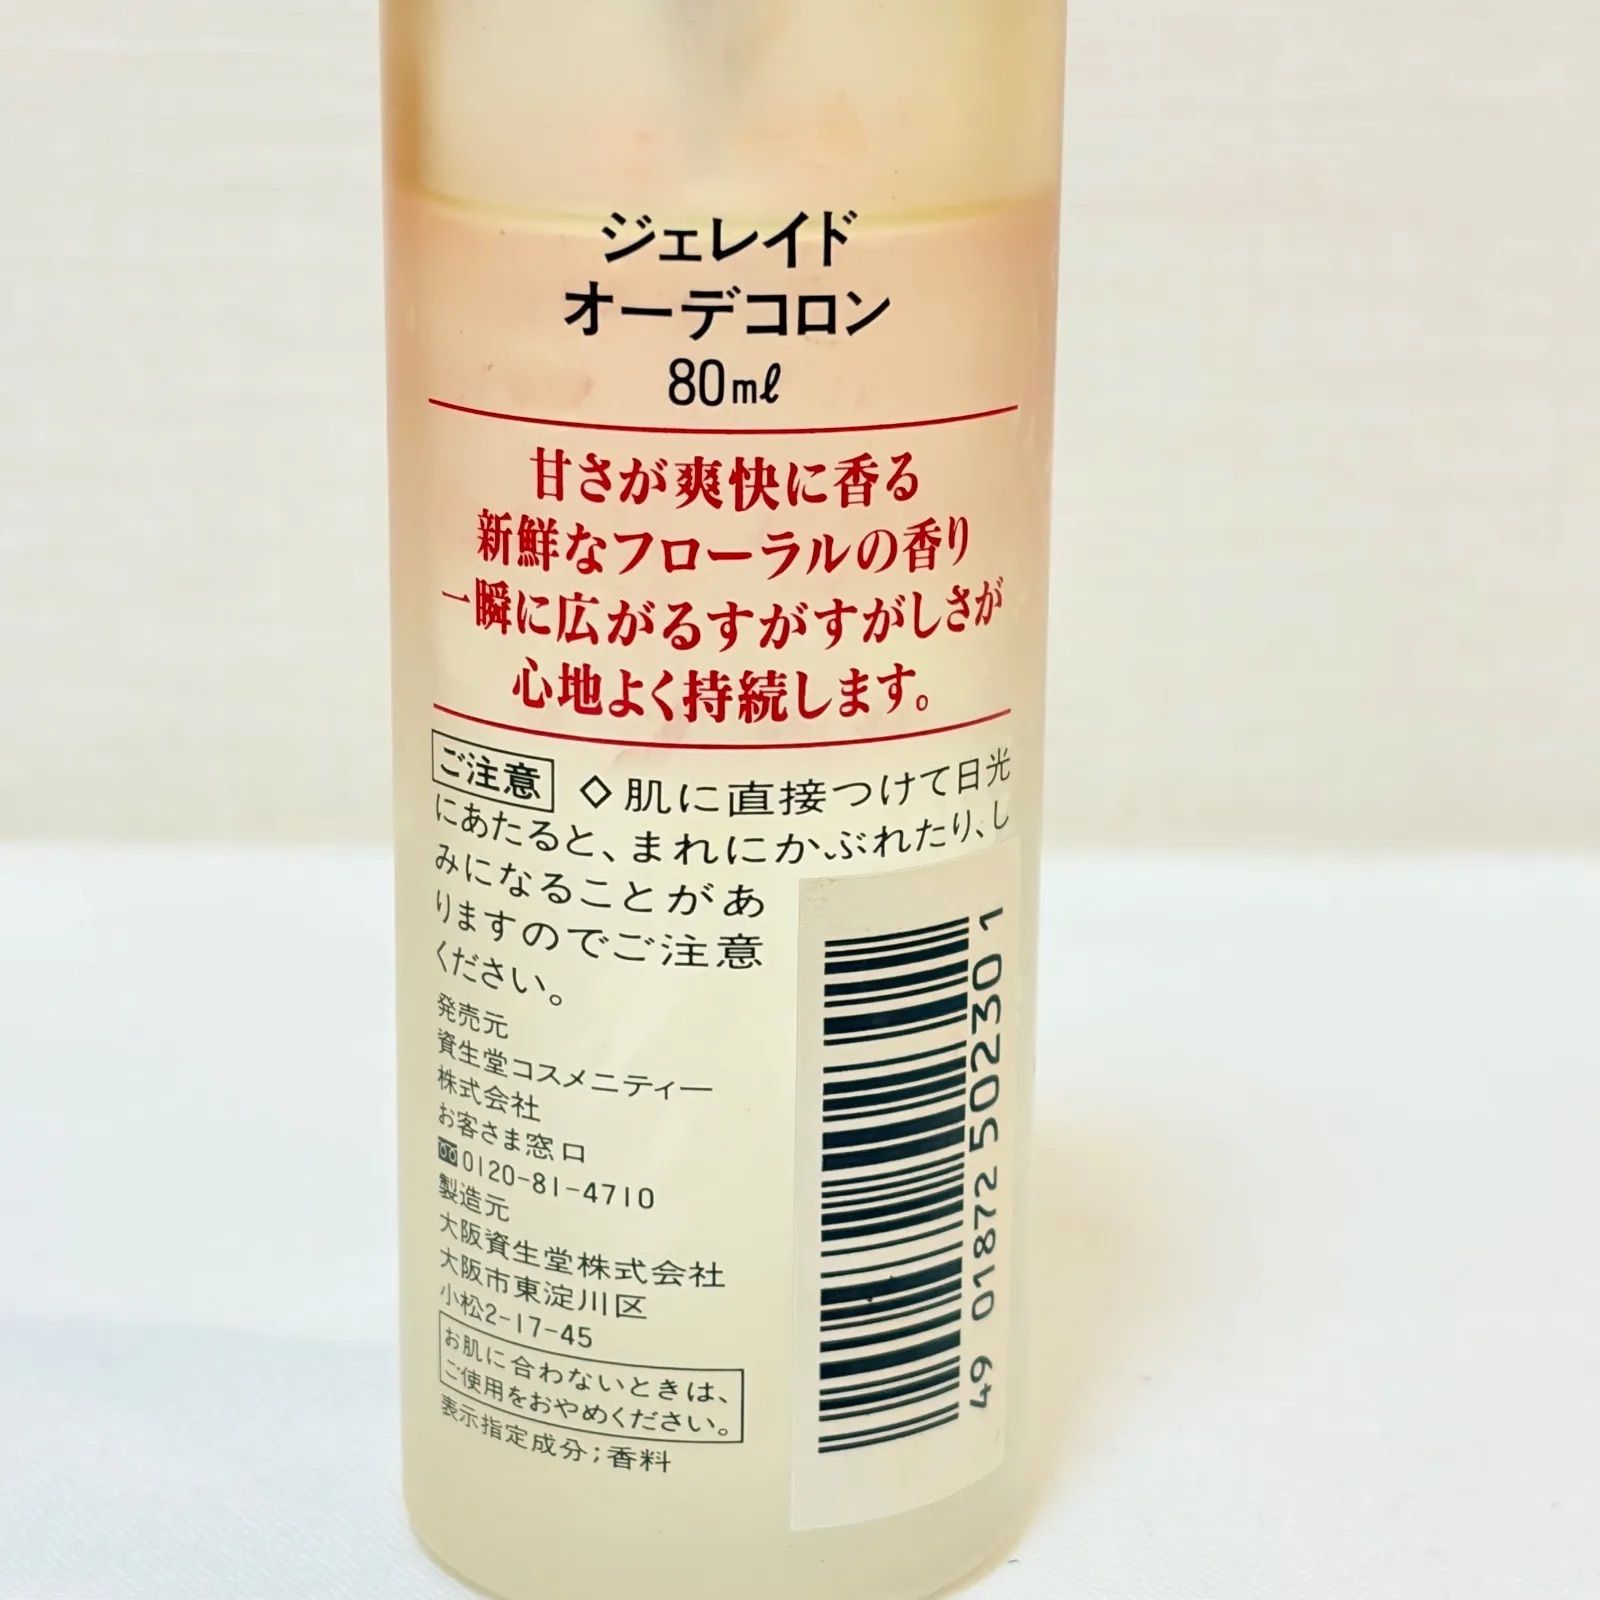 ジェレイド
オーデコロン
80mℓ
甘さが爽快に香る
新鮮なフローラルの香り
一瞬に広がるすがすがしさが
心地よく持続します。
ご注意 ◇肌に直接つけて日光
にあたると、まれにかぶれたり、し
みになることがあ
りますのでご注意
ください。
発売元
資生堂コスメニティー
株式会社
お客さま窓口
0120-81-4710
製造元
大阪資生堂株式会社
大阪市東淀川区
小松2-17-45
お肌に合わないときは、
ご使用をおやめください。
表示指定成分;香料
49 01872 50230 1